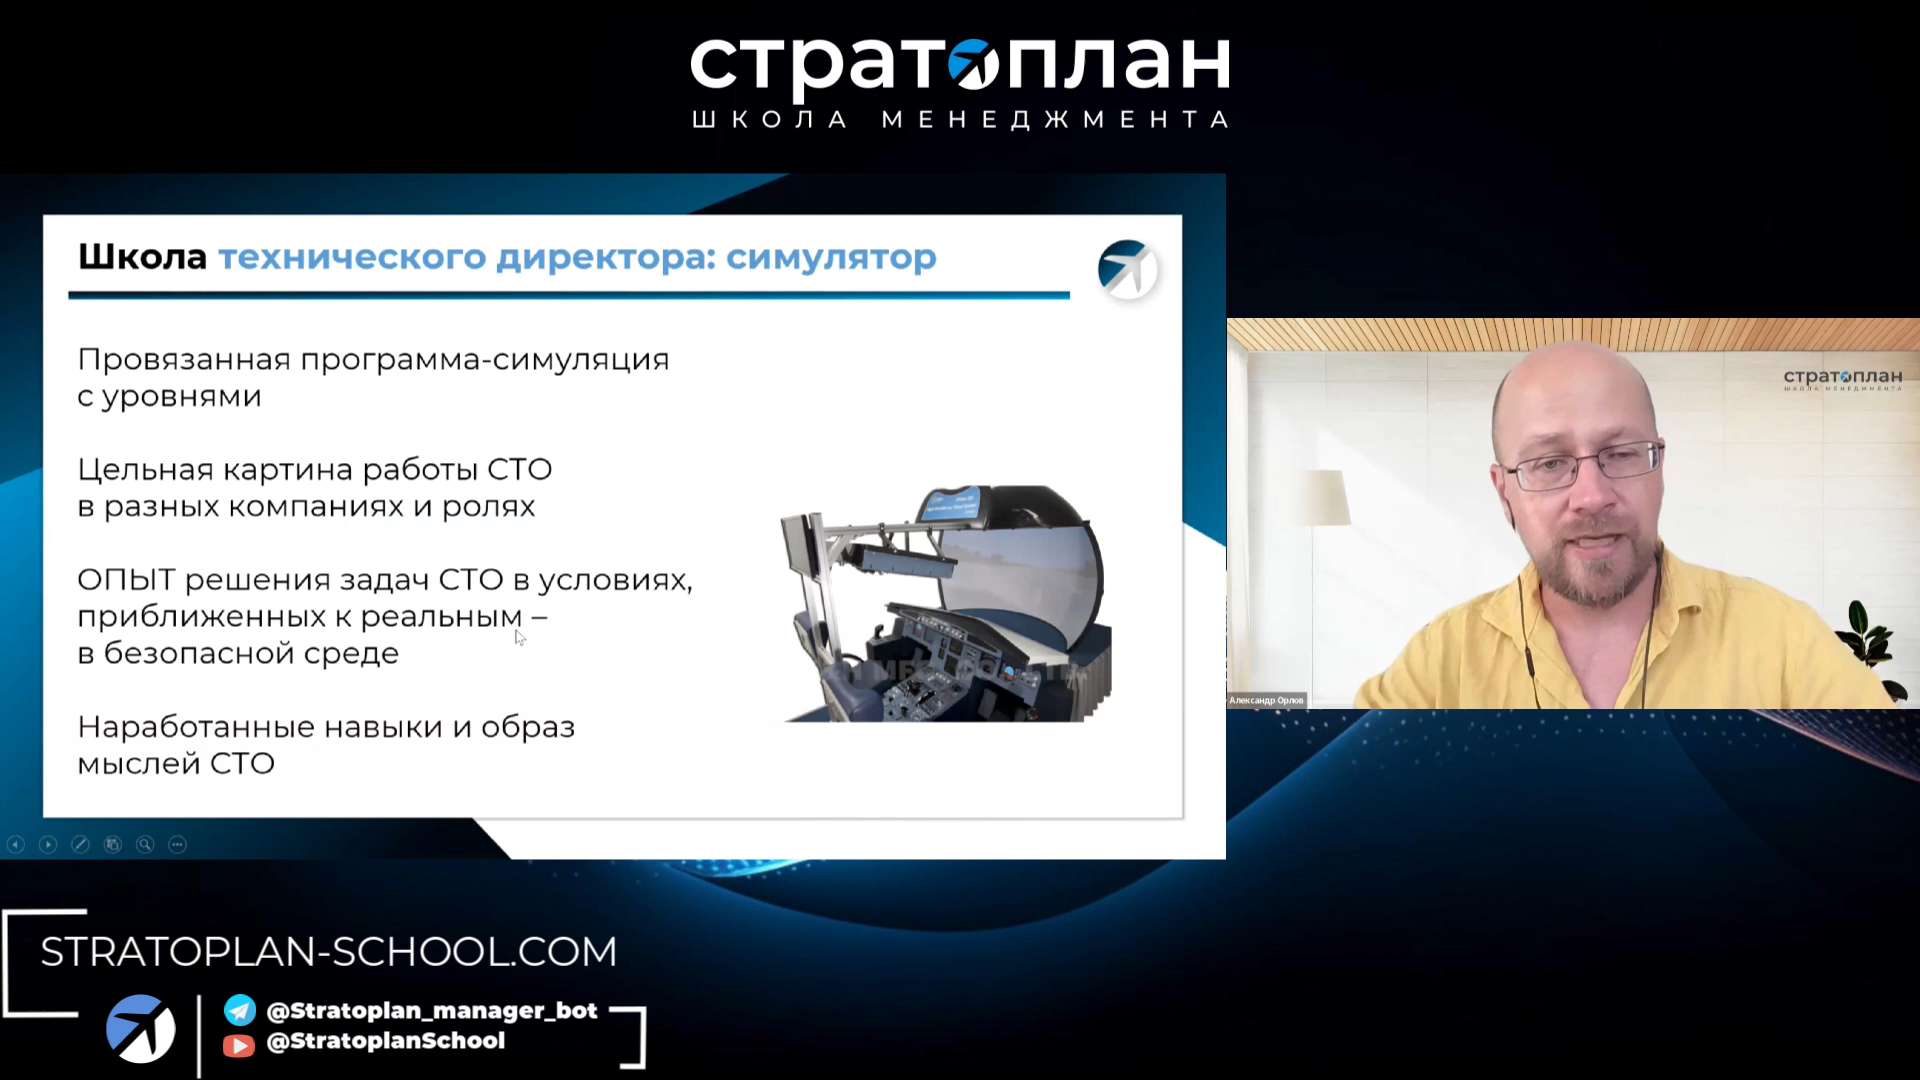 стратоплан
ШКОЛА МЕНЕДЖМЕНТА
Школа технического директора: симулятор
Провязанная программа-симуляция
с уровнями
Цельная картина работы СТО
в разных компаниях и ролях
ОПЫТ решения задач СТО в условиях,
приближенных к реальным –
в безопасной среде
Наработанные навыки и образ
мыслей СТО
стратоплан
ШКОЛА МЕНЕДЖМЕНТА
Александр Орлов
STRATOPLAN-SCHOOL.COM
@Stratoplan_manager_bot
@StratoplanSchool